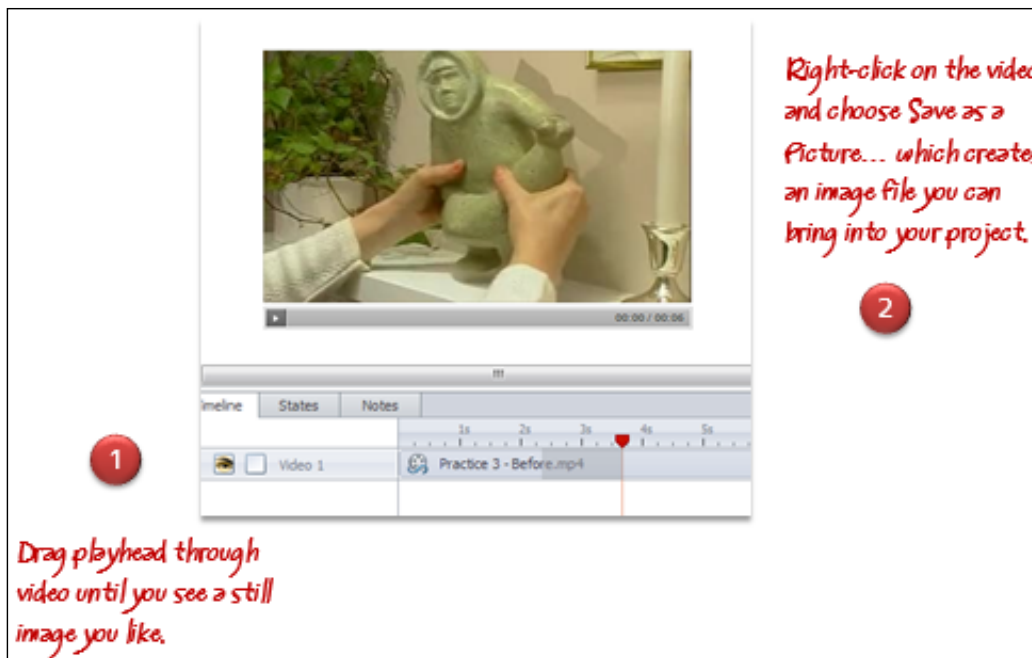 Right-click on the video
and choose Save as a
Picture... which creates
an image file you can
bring into your project.
2
00:00 / 00:06
imeline States Notes
1s 2s 3s 4s 5s
1
Video 1 Practice 3 - Before.mp4
Drag playhead through
video until you see a still
image you like.